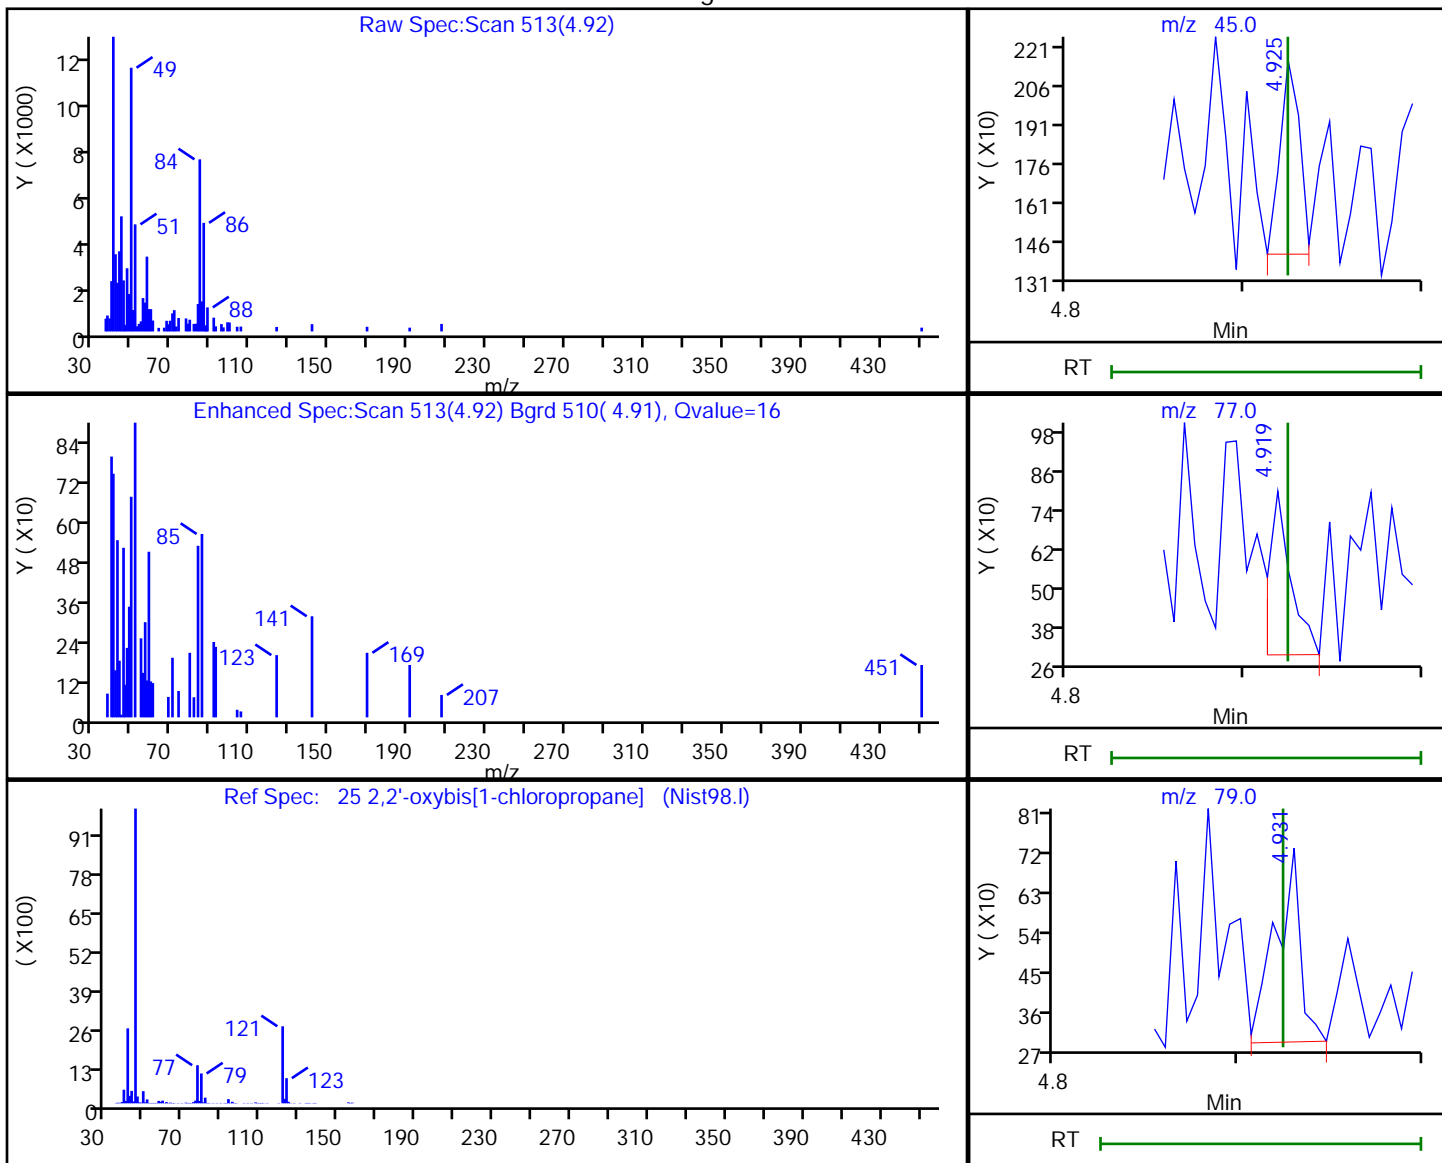 Raw Spec:Scan 513(4.92)
Y ( X1000)
12
10
8
6
4
2
0
49
84
51
86
88
30 70 110 150 190 230 270 310 350 390 430
m/z
m/z 45.0
Y ( X10)
221
206
191
176
161
146
131
4.925
4.8
Min
RT
Enhanced Spec:Scan 513(4.92) Bgrd 510( 4.91), Qvalue=16
Y ( X10)
84
72
60
48
36
24
12
0
85
141
123
169
207
451
30 70 110 150 190 230 270 310 350 390 430
m/z
m/z 77.0
Y ( X10)
98
86
74
62
50
38
26
4.919
4.8
Min
RT
Ref Spec: 25 2,2'-oxybis[1-chloropropane] (Nist98.l)
( X100)
91
78
65
52
39
26
13
0
121
77
79
123
30 70 110 150 190 230 270 310 350 390 430
m/z 79.0
Y ( X10)
81
72
63
54
45
36
27
4.931
4.8
Min
RT